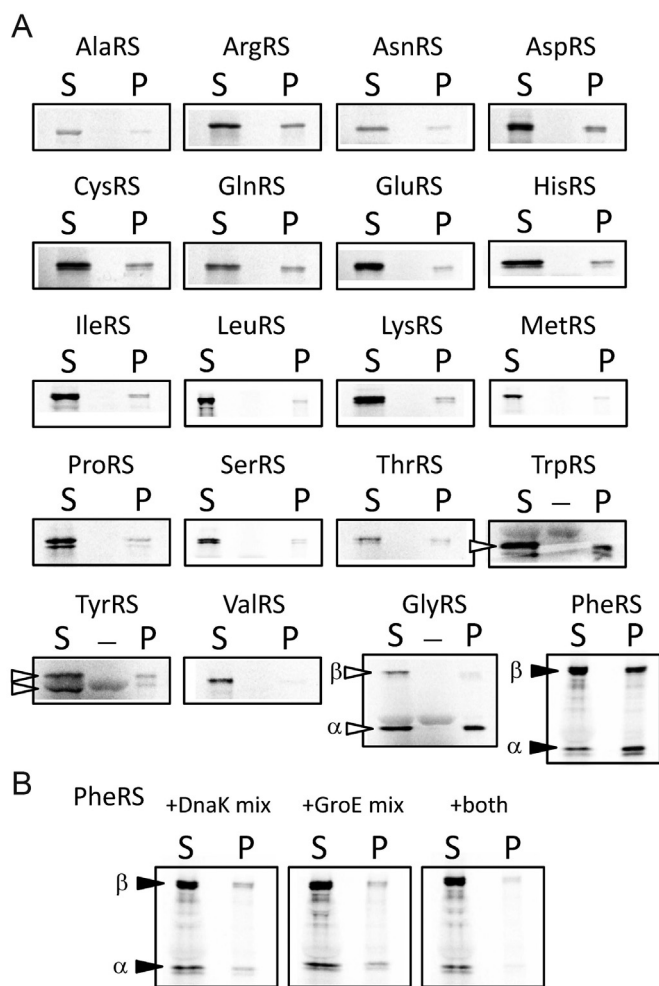 A
AlaRS ArgRS AsnRS AspRS
S P S P S P S P
CysRS GlnRS GluRS HisRS
S P S P S P S P
IleRS LeuRS LysRS MetRS
S P S P S P S P
ProRS SerRS ThrRS TrpRS
S P S P S P S – P
TyrRS ValRS GlyRS PheRS
S – P S P S – P S P
β β
α α
B
PheRS +DnaK mix +GroE mix +both
S P S P S P
β
α